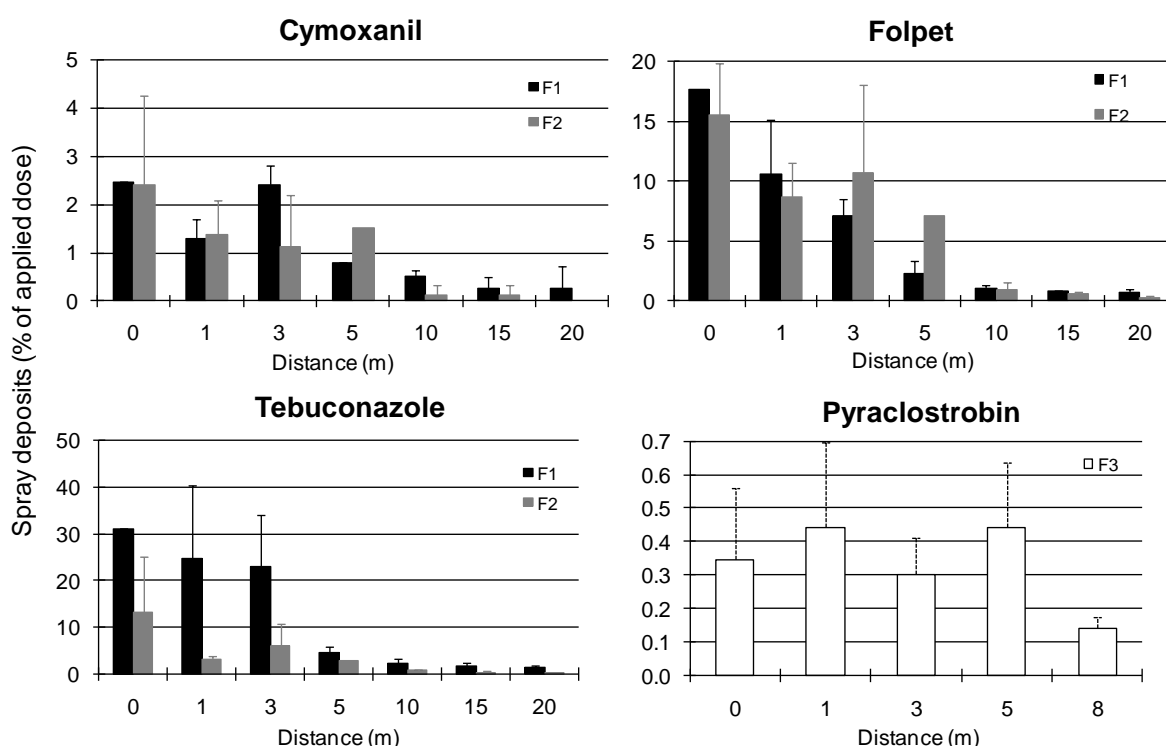 Spray deposits (% of applied dose)
Cymoxanil
5
4
3
2
1
0
F1
F2
0 1 3 5 10 15 20
Distance (m)
Folpet
20
15
10
5
0
F1
F2
0 1 3 5 10 15 20
Distance (m)
Tebuconazole
50
40
30
20
10
0
F1
F2
0 1 3 5 10 15 20
Distance (m)
Pyraclostrobin
0.7
0.6
0.5
0.4
0.3
0.2
0.1
0.0
F3
0 1 3 5 8
Distance (m)